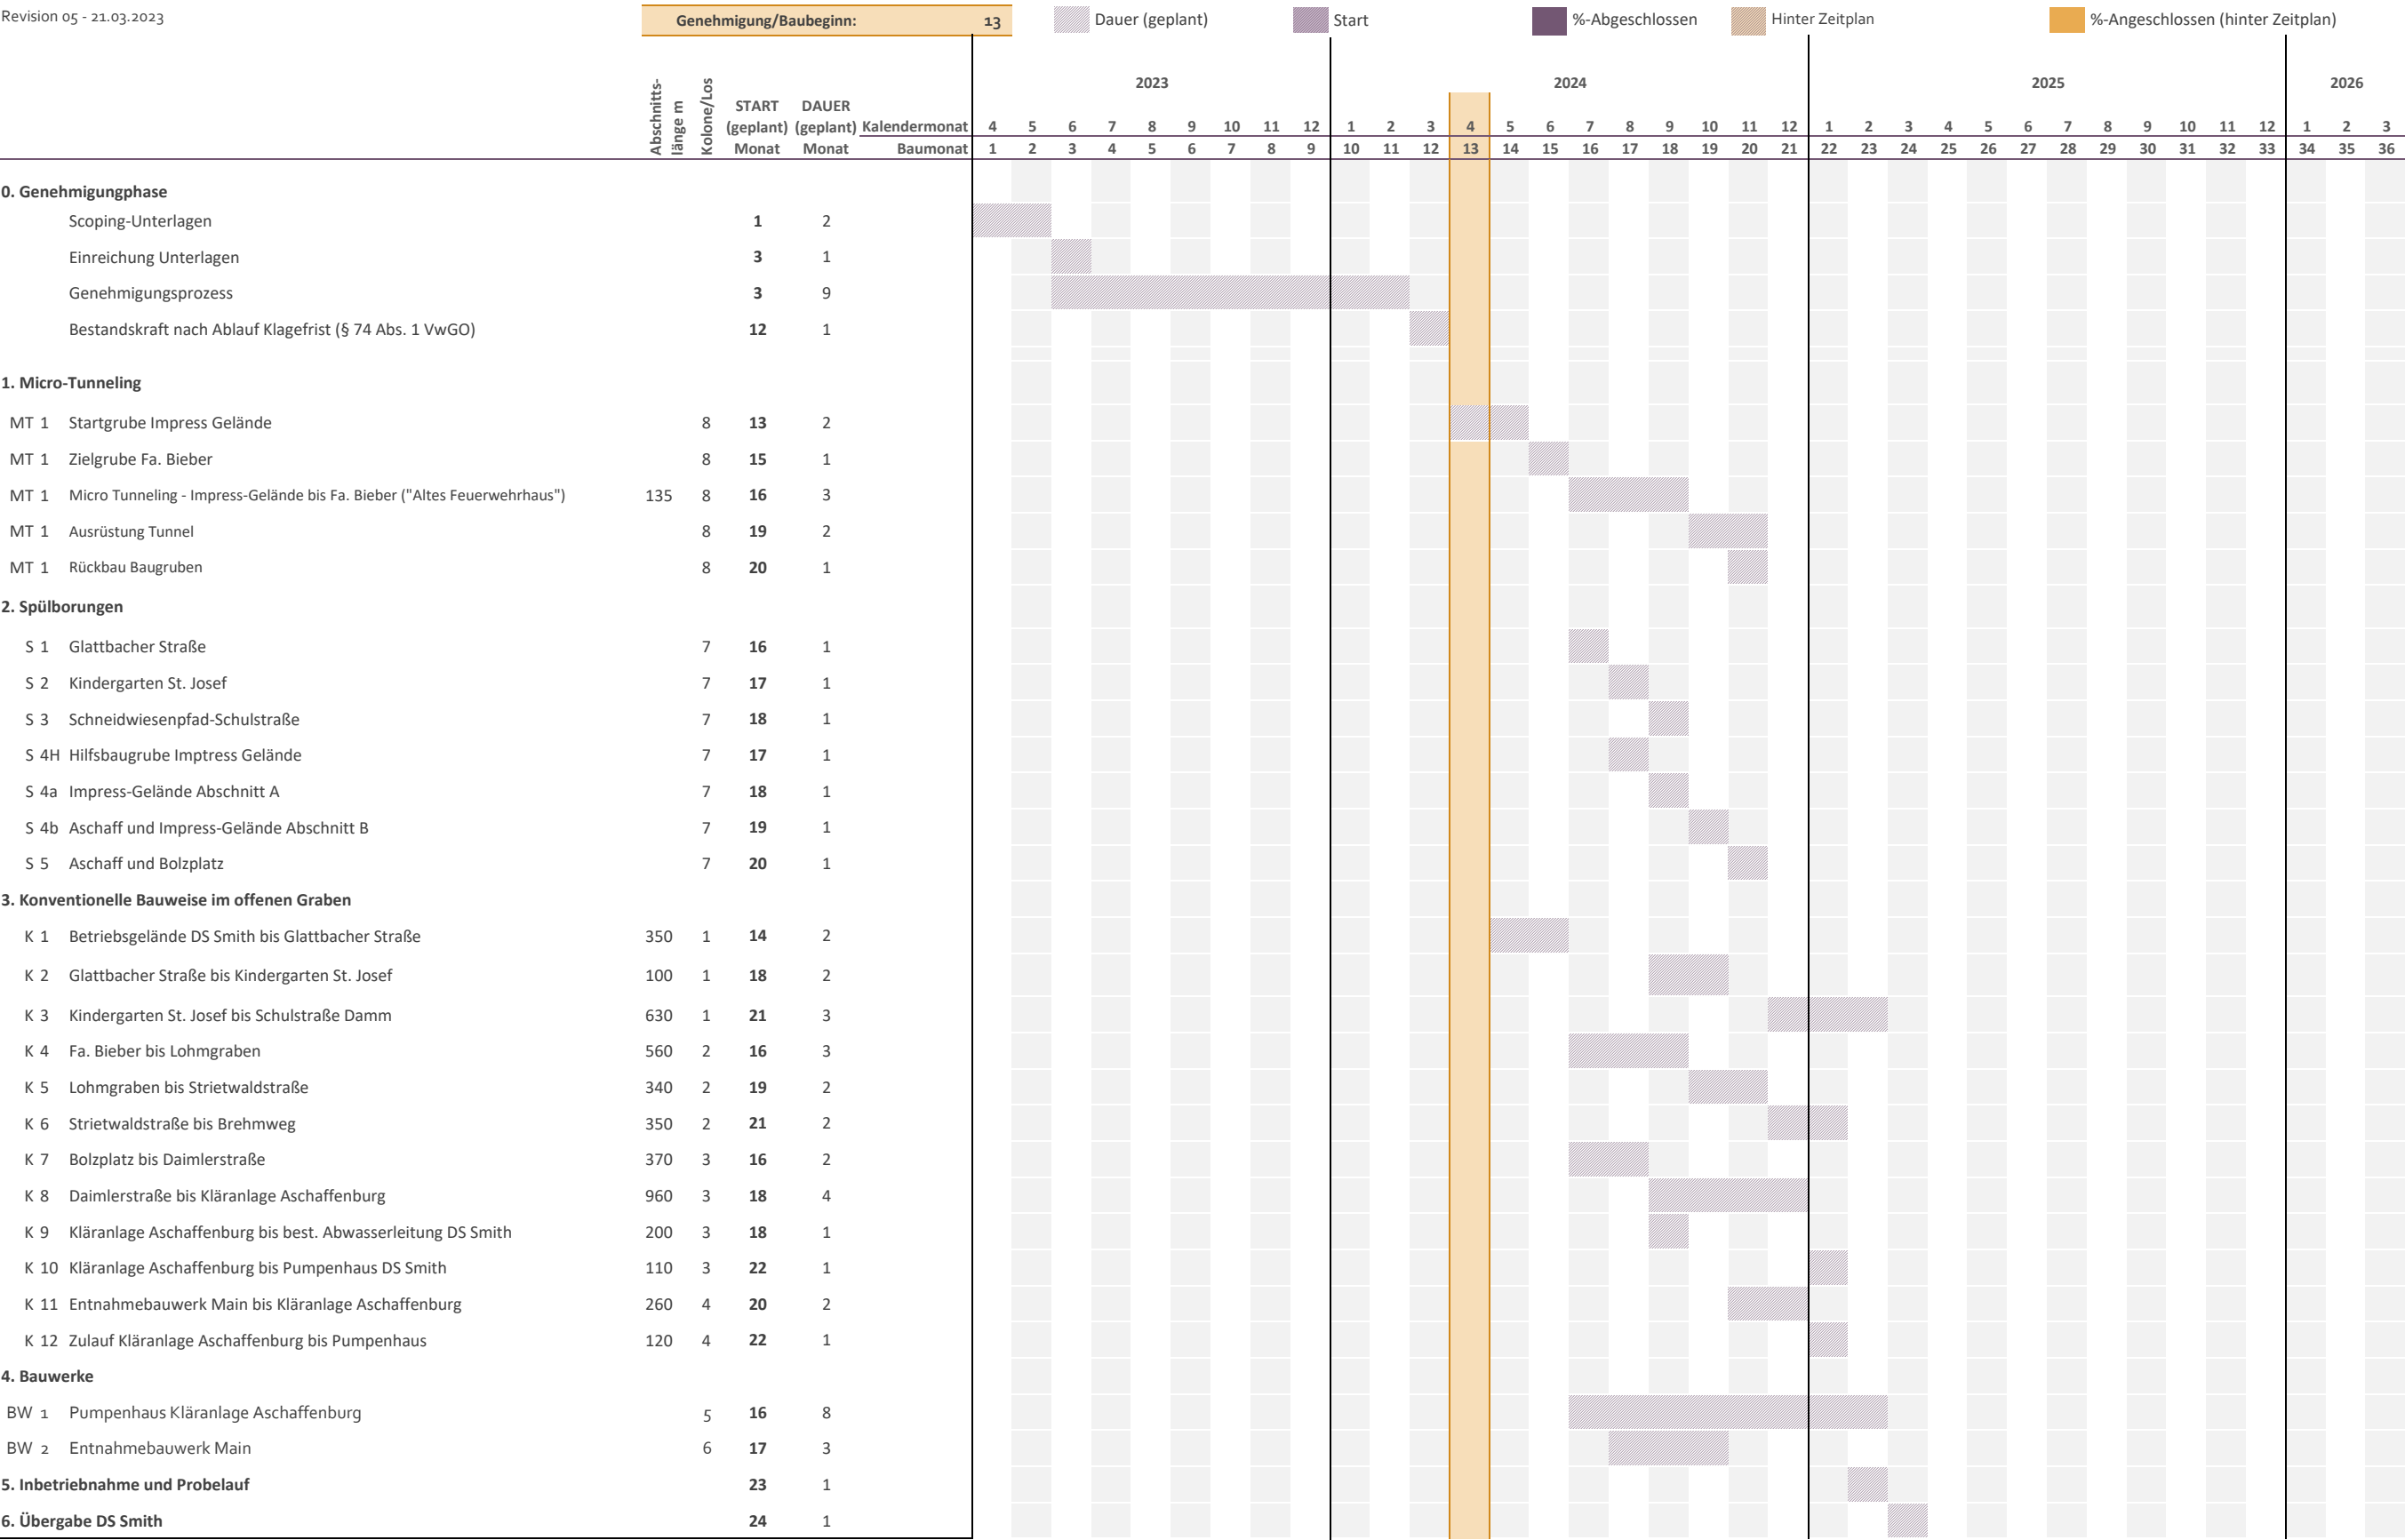 Revision 05 - 21.03.2023
Genehmigung/Baubeginn: 13
Dauer (geplant) Start %-Abgeschlossen Hinter Zeitplan %-Angeschlossen (hinter Zeitplan)
2023 2024 2025 2026
Abschnitts-
länge m
Kolone/Los
START DAUER
(geplant) (geplant) Kalendermonat 4 5 6 7 8 9 10 11 12 1 2 3 4 5 6 7 8 9 10 11 12 1 2 3 4 5 6 7 8 9 10 11 12 1 2 3
Monat Monat Baumonat 1 2 3 4 5 6 7 8 9 10 11 12 13 14 15 16 17 18 19 20 21 22 23 24 25 26 27 28 29 30 31 32 33 34 35 36
0. Genehmigungphase
Scoping-Unterlagen 1 2
Einreichung Unterlagen 3 1
Genehmigungsprozess 3 9
Bestandskraft nach Ablauf Klagefrist (§ 74 Abs. 1 VwGO) 12 1
1. Micro-Tunneling
MT 1 Startgrube Impress Gelände 8 13 2
MT 1 Zielgrube Fa. Bieber 8 15 1
MT 1 Micro Tunneling - Impress-Gelände bis Fa. Bieber ("Altes Feuerwehrhaus") 135 8 16 3
MT 1 Ausrüstung Tunnel 8 19 2
MT 1 Rückbau Baugruben 8 20 1
2. Spülborungen
S 1 Glattbacher Straße 7 16 1
S 2 Kindergarten St. Josef 7 17 1
S 3 Schneidwiesenpfad-Schulstraße 7 18 1
S 4H Hilfsbaugrube Imptress Gelände 7 17 1
S 4a Impress-Gelände Abschnitt A 7 18 1
S 4b Aschaff und Impress-Gelände Abschnitt B 7 19 1
S 5 Aschaff und Bolzplatz 7 20 1
3. Konventionelle Bauweise im offenen Graben
K 1 Betriebsgelände DS Smith bis Glattbacher Straße 350 1 14 2
K 2 Glattbacher Straße bis Kindergarten St. Josef 100 1 18 2
K 3 Kindergarten St. Josef bis Schulstraße Damm 630 1 21 3
K 4 Fa. Bieber bis Lohmgraben 560 2 16 3
K 5 Lohmgraben bis Strietwaldstraße 340 2 19 2
K 6 Strietwaldstraße bis Brehmweg 350 2 21 2
K 7 Bolzplatz bis Daimlerstraße 370 3 16 2
K 8 Daimlerstraße bis Kläranlage Aschaffenburg 960 3 18 4
K 9 Kläranlage Aschaffenburg bis best. Abwasserleitung DS Smith 200 3 18 1
K 10 Kläranlage Aschaffenburg bis Pumpenhaus DS Smith 110 3 22 1
K 11 Entnahmebauwerk Main bis Kläranlage Aschaffenburg 260 4 20 2
K 12 Zulauf Kläranlage Aschaffenburg bis Pumpenhaus 120 4 22 1
4. Bauwerke
BW 1 Pumpenhaus Kläranlage Aschaffenburg 5 16 8
BW 2 Entnahmebauwerk Main 6 17 3
5. Inbetriebnahme und Probelauf 23 1
6. Übergabe DS Smith 24 1